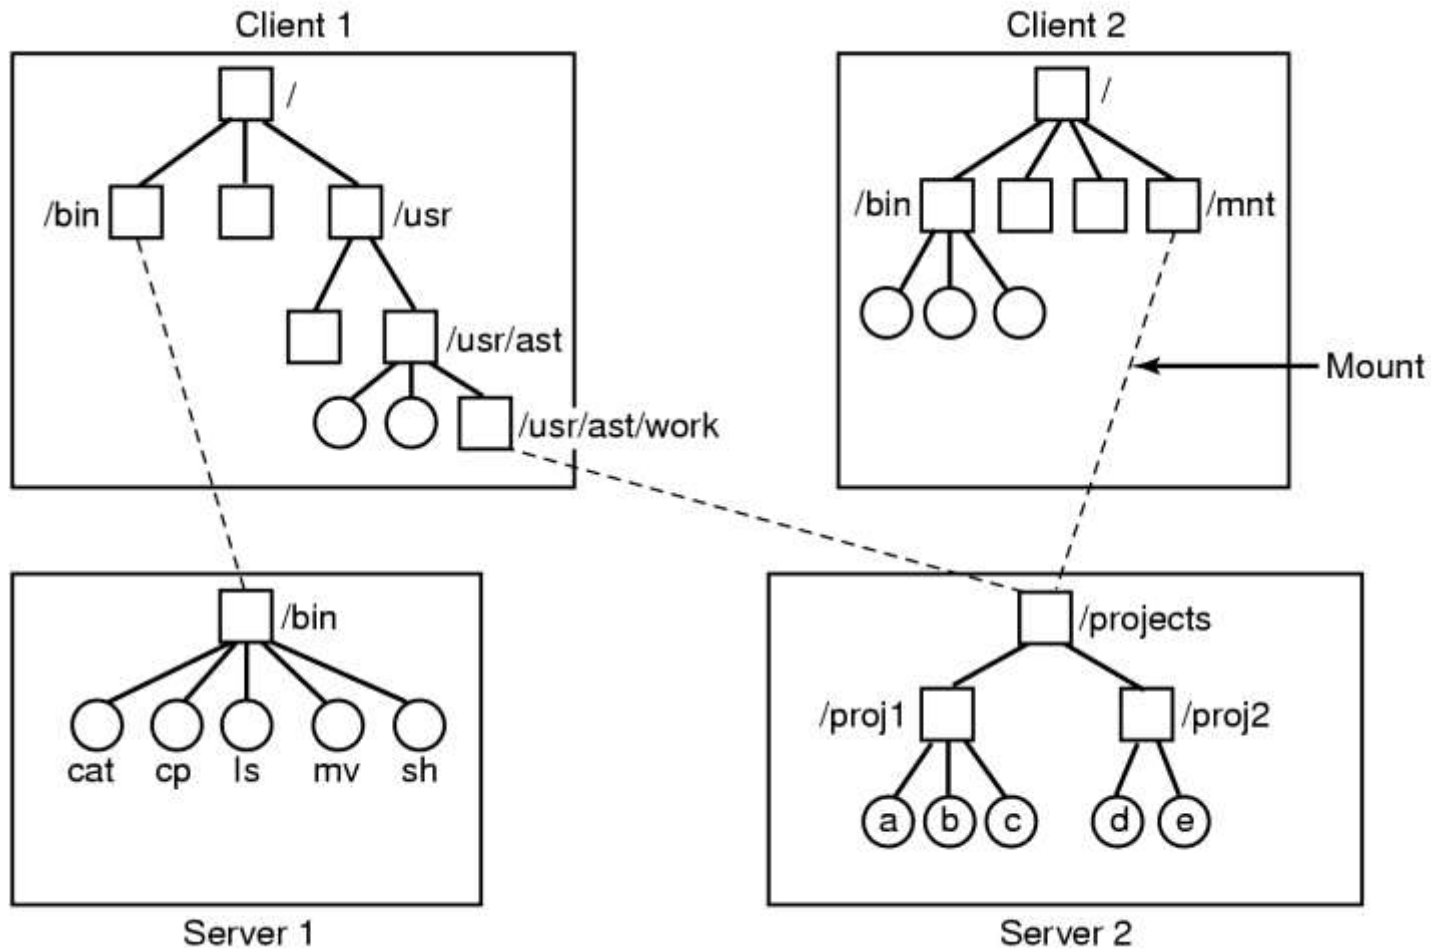 Client 1
Client 2
/
/
/bin
/usr
/bin
/mnt
/usr/ast
Mount
/usr/ast/work
/bin
/projects
/proj1
/proj2
cat cp ls mv sh
a b c d e
Server 1
Server 2